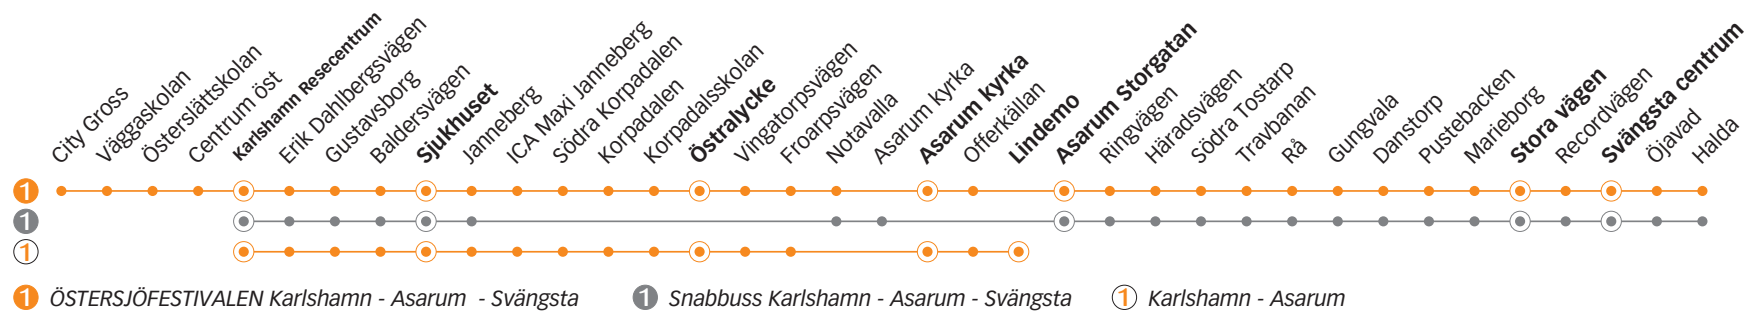 City Gross
Väggaskolan
Österslättskolan
Centrum öst
Karlshamn Resecentrum
Erik Dahlbergsvägen
Gustavsborg
Baldersvägen
Sjukhuset
Janneberg
ICA Maxi Janneberg
Södra Korpadalen
Korpadalen
Korpadalsskolan
Östralycke
Vingatorpsvägen
Froarpsvägen
Notavalla
Asarum Kyrka
Asarum kyrka
Offerkällan
Lindemo
Asarum Storgatan
Ringvägen
Häradsvägen
Södra Tostarp
Travbanan
Rå
Gungvala
Danstorp
Pustebacken
Marieborg
Stora vägen
Recordvägen
Svängsta centrum
Öjavad
Halda
1
1
1
1 ÖSTERSJÖFESTIVALEN Karlshamn - Asarum - Svängsta
1 Snabbuss Karlshamn - Asarum - Svängsta
1 Karlshamn - Asarum